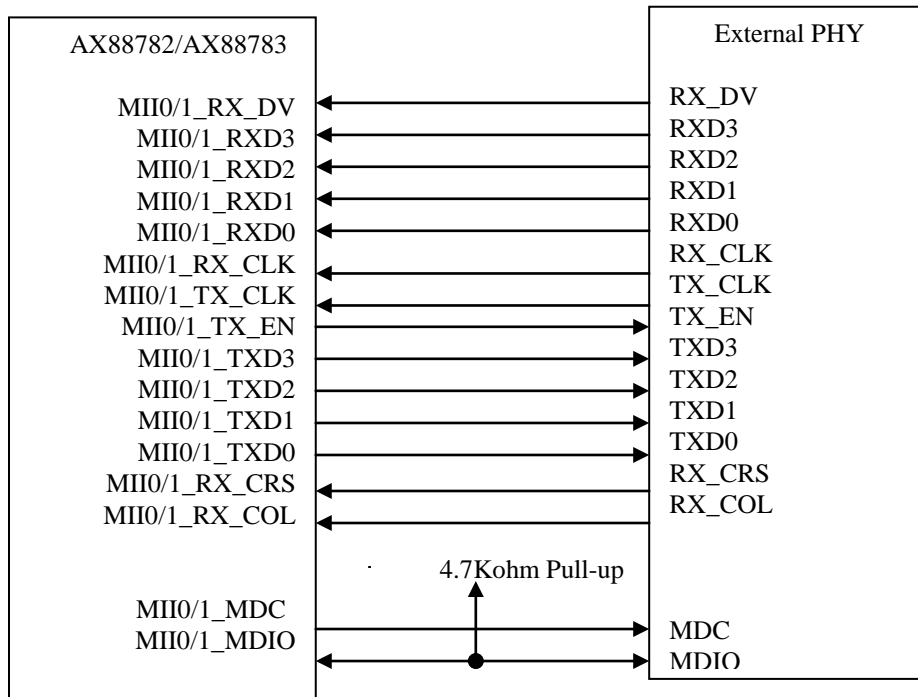 AX88782/AX88783
External PHY
MII0/1_RX_DV
RX_DV
MII0/1_RXD3
RXD3
MII0/1_RXD2
RXD2
MII0/1_RXD1
RXD1
MII0/1_RXD0
RXD0
MII0/1_RX_CLK
RX_CLK
MII0/1_TX_CLK
TX_CLK
MII0/1_TX_EN
TX_EN
MII0/1_TXD3
TXD3
MII0/1_TXD2
TXD2
MII0/1_TXD1
TXD1
MII0/1_TXD0
TXD0
MII0/1_RX_CRS
RX_CRS
MII0/1_RX_COL
RX_COL
4.7Kohm Pull-up
MII0/1_MDC
MDC
MII0/1_MDIO
MDIO